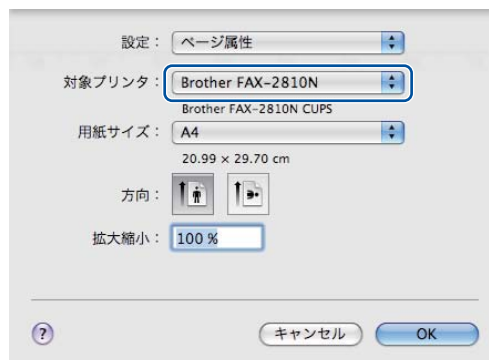 設定： ページ属性
対象プリンタ： Brother FAX-2810N
Brother FAX-2810N CUPS
用紙サイズ： A4
20.99 × 29.70 cm
方向：
拡大縮小： 100 %
? キャンセル OK